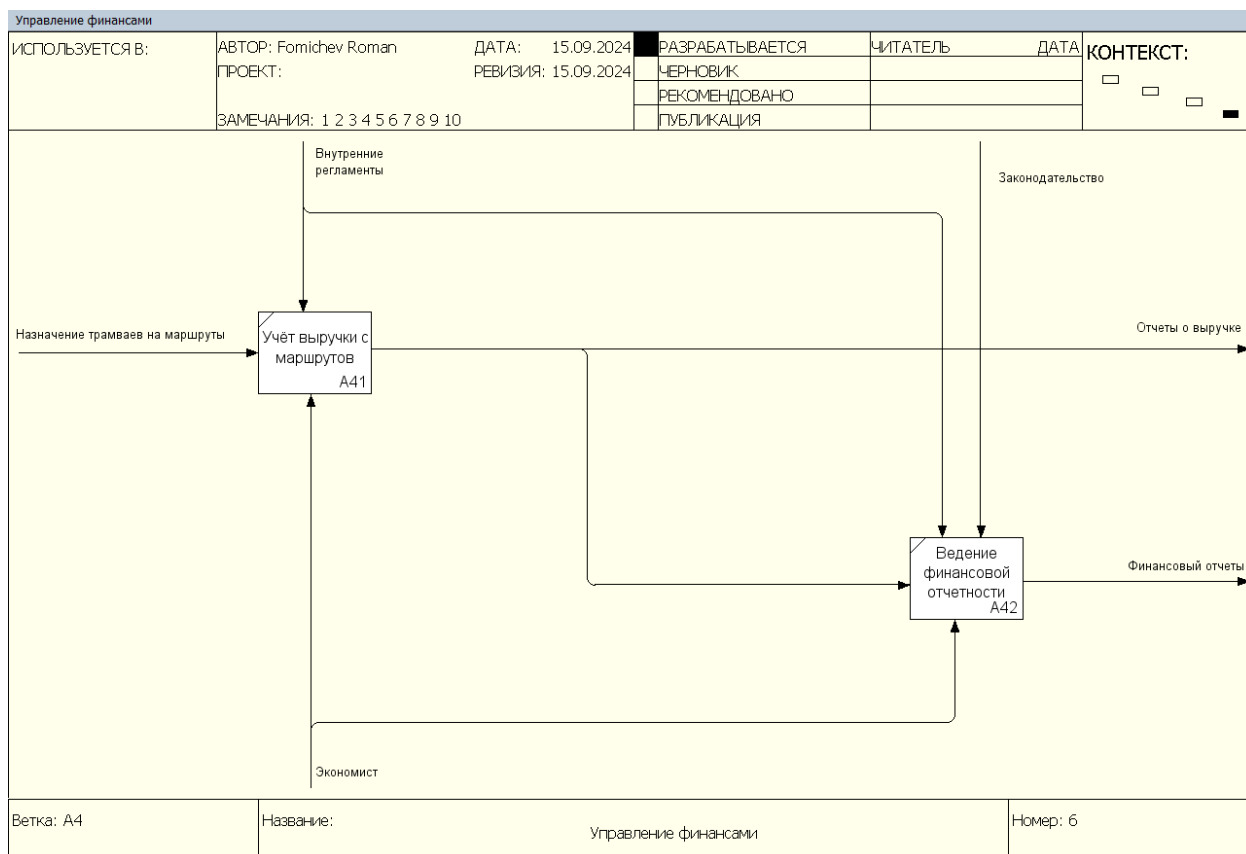 Управление финансами
ИСПОЛЬЗУЕТСЯ В:
АВТОР: Fomichev Roman
ДАТА: 15.09.2024
ПРОЕКТ:
РЕВИЗИЯ: 15.09.2024
ЗАМЕЧАНИЯ: 1 2 3 4 5 6 7 8 9 10
РАЗРАБАТЫВАЕТСЯ
ЧЕРНОВИК
РЕКОМЕНДОВАНО
ПУБЛИКАЦИЯ
ЧИТАТЕЛЬ
ДАТА
КОНТЕКСТ:
Внутренние
регламенты
Законодательство
Назначение трамваев на маршруты
Учёт выручки с
маршрутов
A41
Отчеты о выручке
Ведение
финансовой
отчетности
A42
Финансовый отчеты
Экономист
Ветка: A4
Название:
Управление финансами
Номер: 6